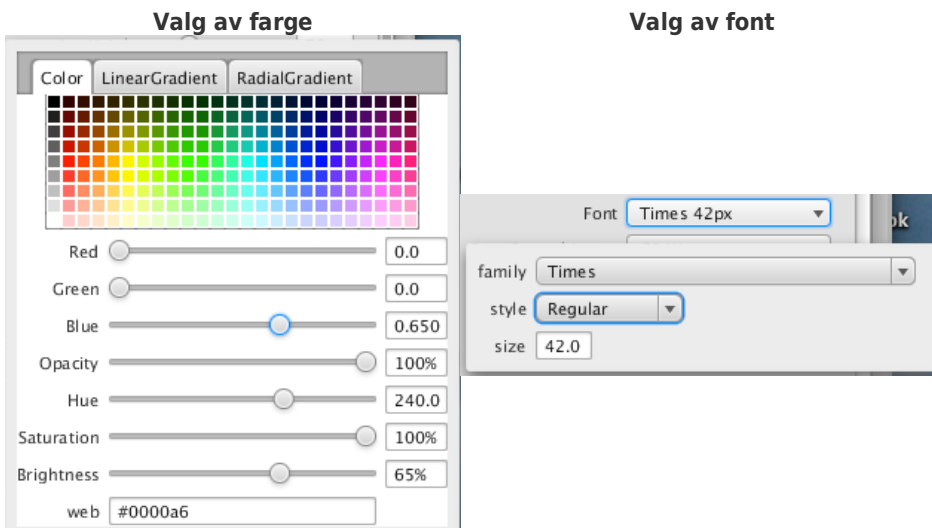 Valg av farge
Valg av font
Color LinearGradient RadialGradient
Red 0.0
Green 0.0
Blue 0.650
Opacity 100%
Hue 240.0
Saturation 100%
Brightness 65%
web #0000a6
Font Times 42px
ok
family Times
style Regular
size 42.0